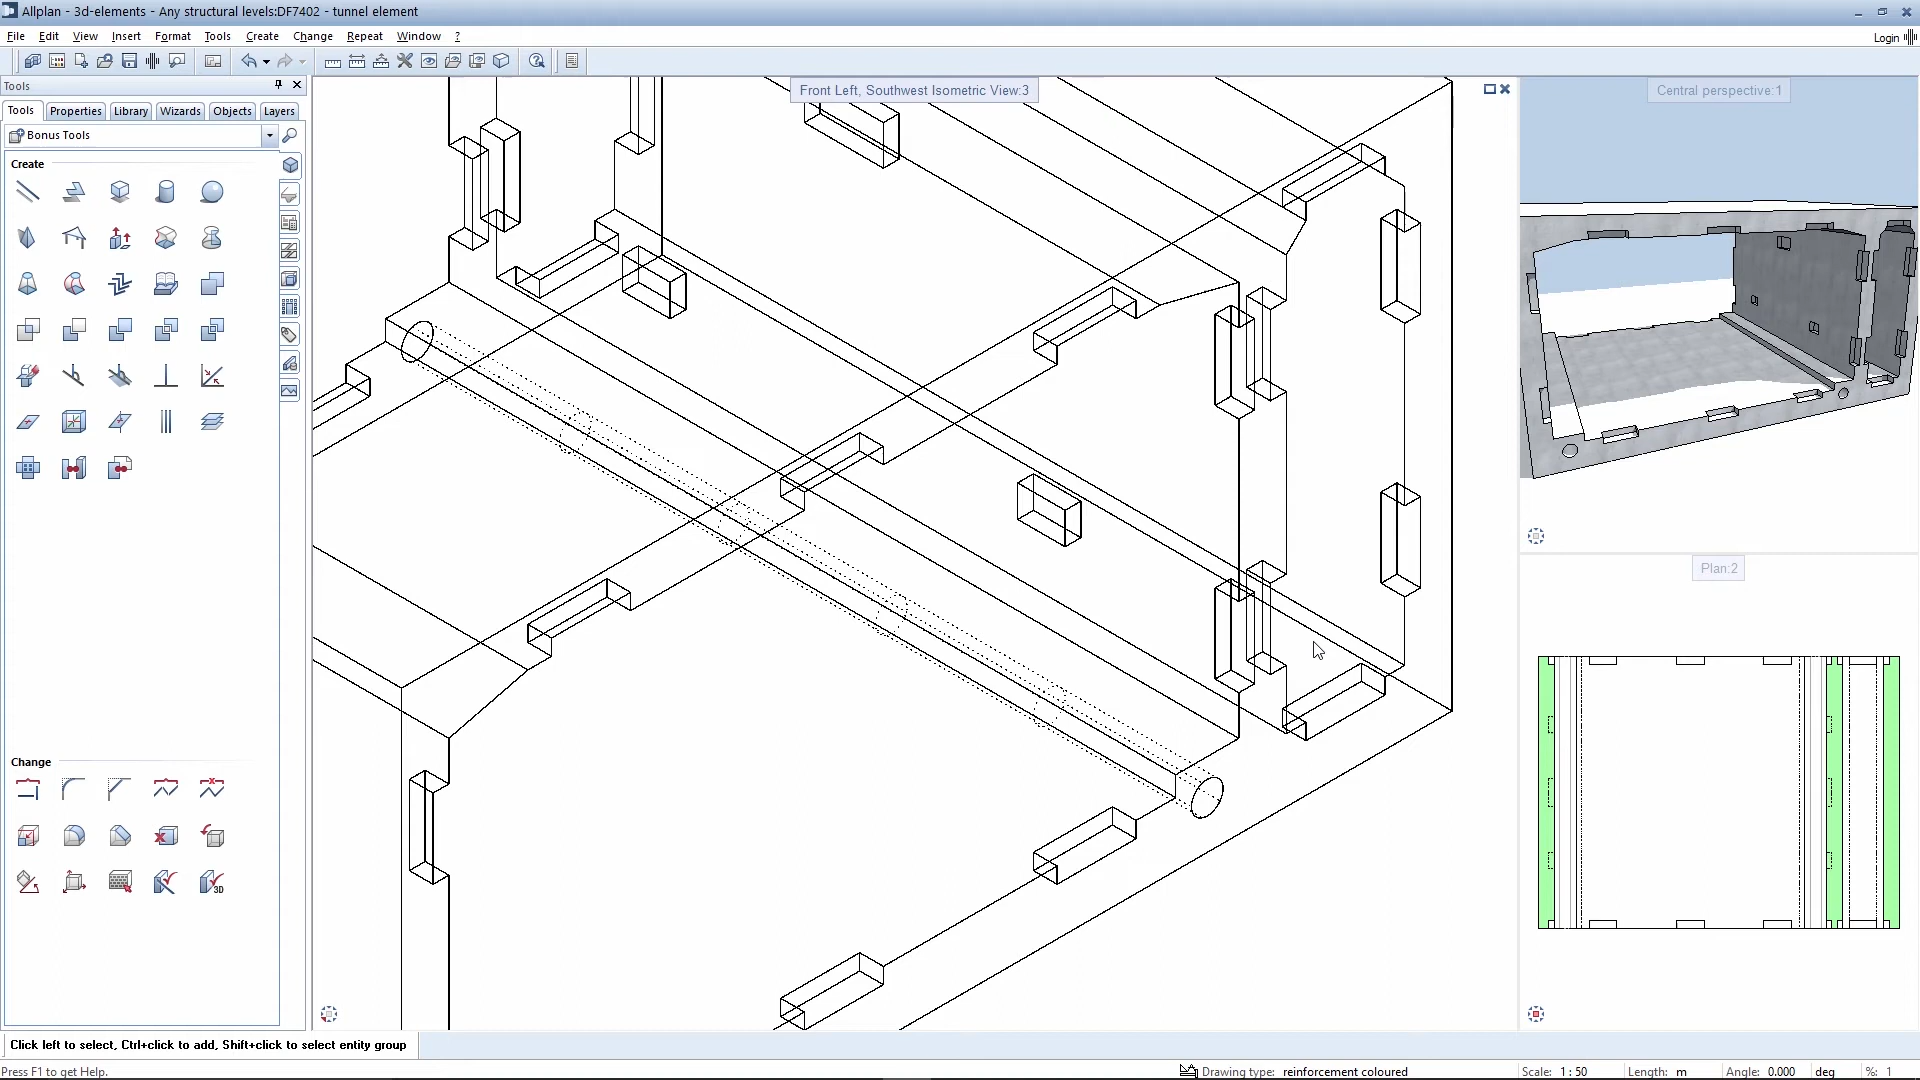 Allplan - 3d-elements - Any structural levels:DF7402 - tunnel element
File Edit View Insert Format Tools Create Change Repeat Window ?
Login
Tools
Front Left, Southwest Isometric View:3
Central perspective:1
Tools Properties Library Wizards Objects Layers
Bonus Tools
Create
3D
Plan:2
Change
Click left to select, Ctrl+click to add, Shift+click to select entity group
Press F1 to get Help.
Drawing type: reinforcement coloured
Scale: 1 : 50
Length: m
Angle: 0.000 deg
%: 1